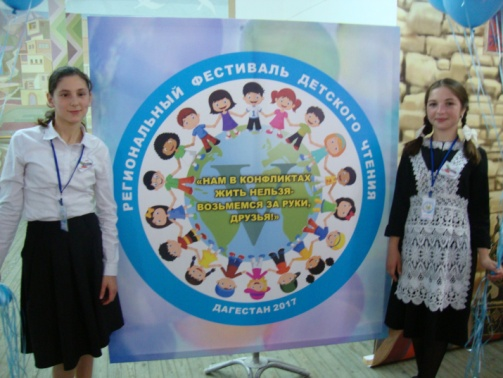 РЕГИОНАЛЬНЫЙ ФЕСТИВАЛЬ ДЕТСКОГО ЧТЕНИЯ
«НАМ В КОНФЛИКТАХ
ЖИТЬ НЕЛЬЗЯ.
ВОЗЬМЕМСЯ ЗА РУКИ,
ДРУЗЬЯ!»
ДАГЕСТАН 2017